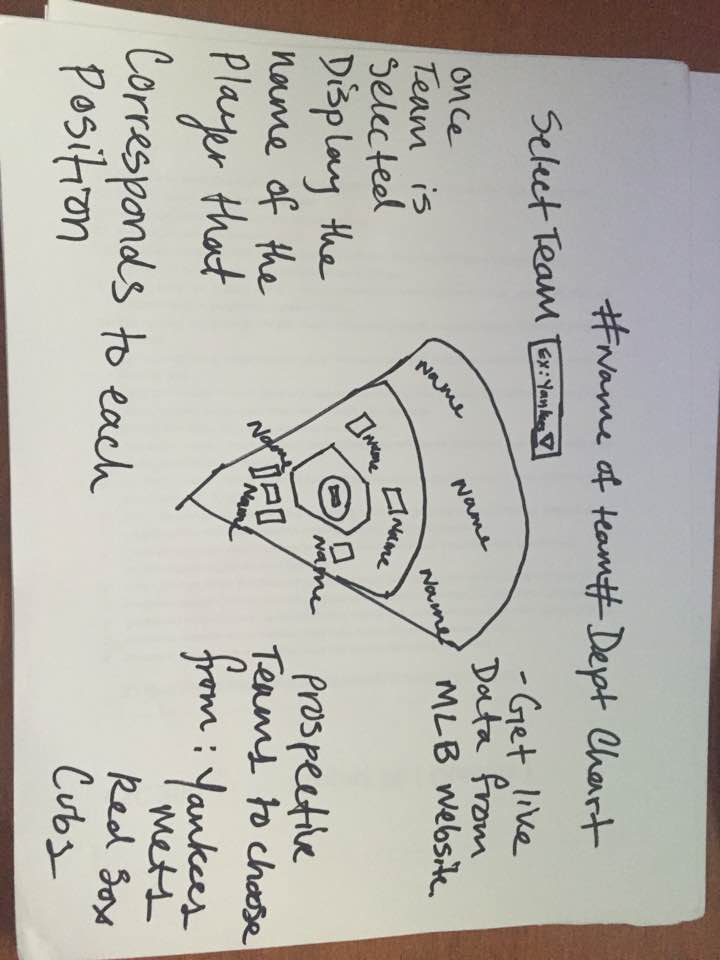 #Name of team# Dept Chart
Select Team Ex: Yankees
once
Team is
Selected
Display the
name of the
player that
Corresponds to each
position
- Get live
Data from
MLB website.
Name
Name
Name
Name
Name
Name
Name
Name
prospective
Teams to choose
from: Yankees
Mets
Red Sox
Cubs